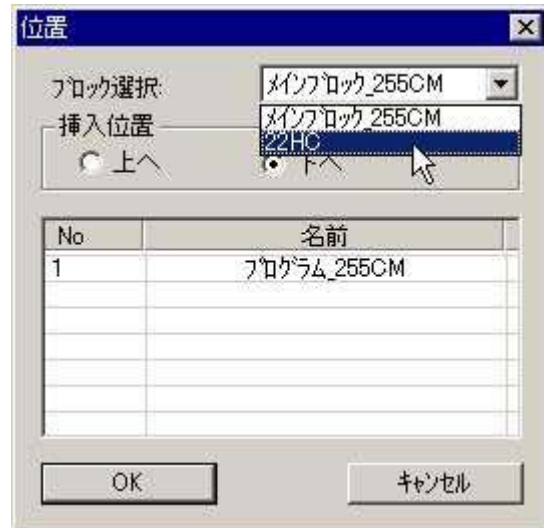 位置
ﾌﾞﾛｯｸ選択:
ﾒｲﾝﾌﾞﾛｯｸ_255CM
ﾒｲﾝﾌﾞﾛｯｸ_255CM
22HC
挿入位置
上へ
下へ
No 名前
1 ﾌﾟﾛｸﾞﾗﾑ_255CM
OK ｷｬﾝｾﾙ